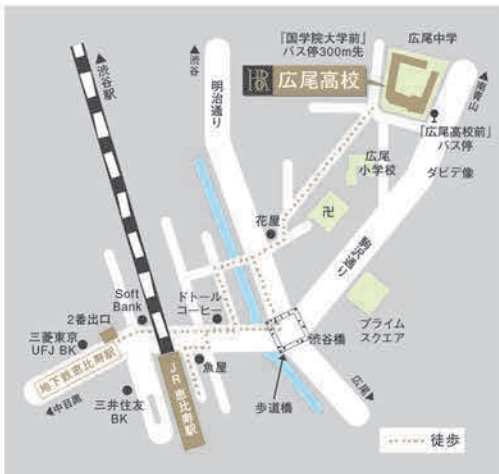 「国学院大学前」
バス停300m先
広尾中学
▲渋谷駅
▲渋谷
明治通り
広尾高校
▲南青山
「広尾高校前」
バス停
広尾
小学校
ダビデ像
卍
花屋
駒沢通り
Soft
Bank
ドトール
コーヒー
2番出口
三菱東京
UFJ BK
渋谷橋
プライム
スクエア
地下鉄恵比寿駅
JR 恵比寿駅
魚屋
◀中目黒
三井住友
BK
歩道橋
広尾▶
徒歩